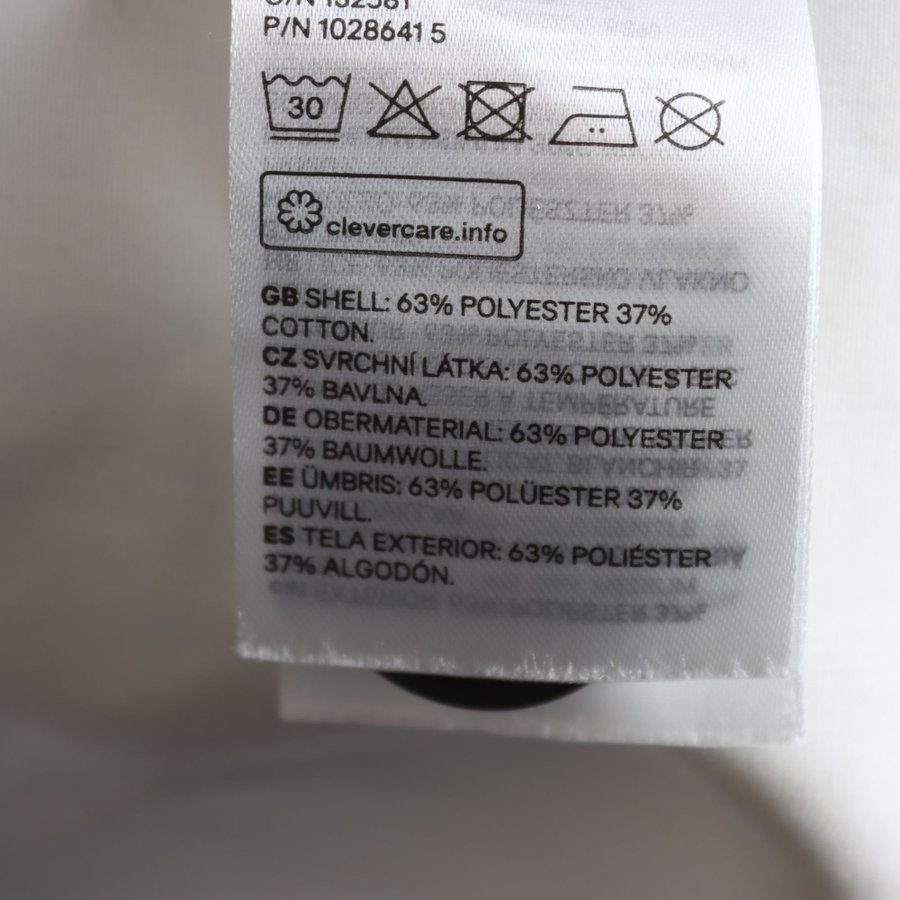 P/N 1028641 5
30
clevercare.info
GB SHELL: 63% POLYESTER 37%
COTTON.
CZ SVRCHNÍ LÁTKA: 63% POLYESTER
37% BAVLNA.
DE OBERMATERIAL: 63% POLYESTER
37% BAUMWOLLE.
EE ÜMBRIS: 63% POLÜESTER 37%
PUUVILL.
ES TELA EXTERIOR: 63% POLIÉSTER
37% ALGODÓN.